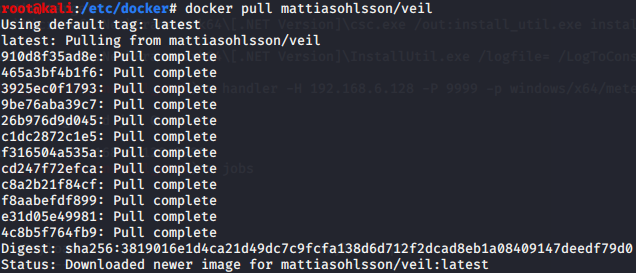 root@kali:/etc/docker# docker pull mattiasohlsson/veil
Using default tag: latest
latest: Pulling from mattiasohlsson/veil
910d8f35ad8e: Pull complete
465a3bf4b1f6: Pull complete
3925ec0f1793: Pull complete
9be76aba39c7: Pull complete
26b976d9d045: Pull complete
c1dc2872c1e5: Pull complete
f316504a535a: Pull complete
cd247f72efca: Pull complete
c8a2b21f84cf: Pull complete
f8aabefdf899: Pull complete
e31d05e49981: Pull complete
4c8b5f764fb9: Pull complete
Digest: sha256:3819016e1d4ca21d49dc7c9fcfa138d6d712f2dcad8eb1a08409147deedf79d0
Status: Downloaded newer image for mattiasohlsson/veil:latest